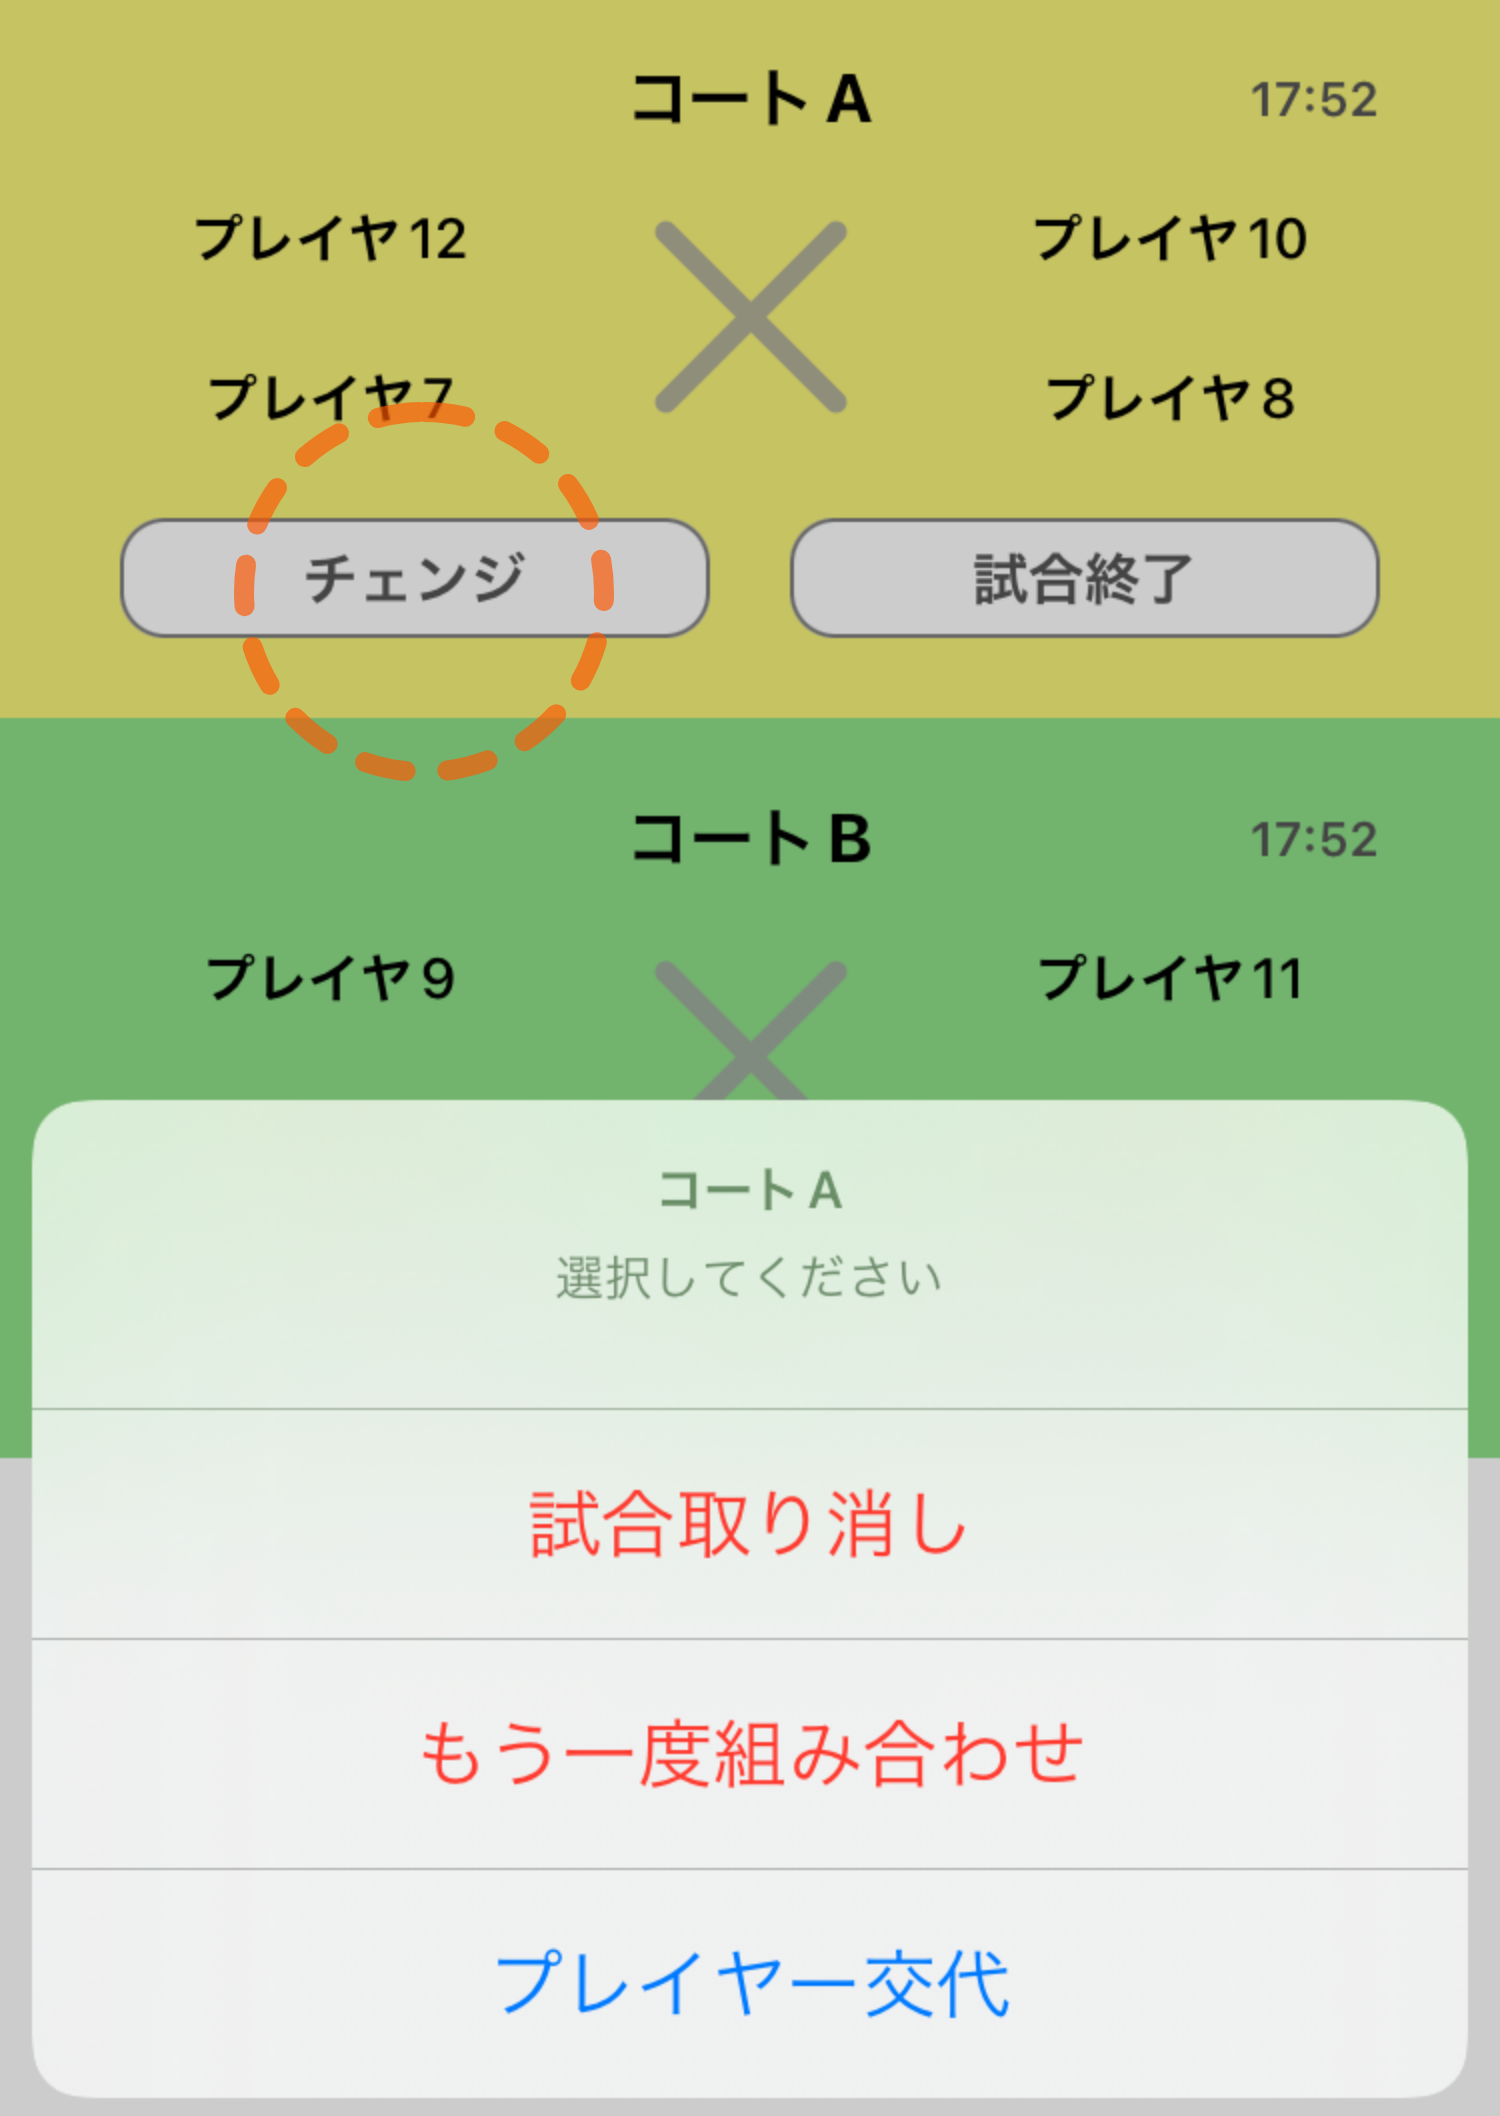 コート A
17:52
プレイヤ12
プレイヤ10
プレイヤ7
プレイヤ8
チェンジ
試合終了
コート B
17:52
プレイヤ9
プレイヤ11
コート A
選択してください
試合取り消し
もう一度組み合わせ
プレイヤー交代